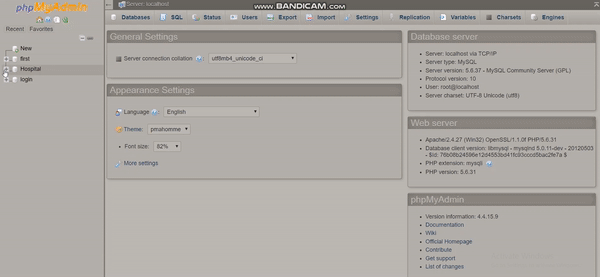 phpMyAdmin
Recent Favorites
New
first
Hospital
login
Server: localhost
WWW.BANDICAM.COM
Databases SQL Status Users Export Import Settings Replication Variables Charsets Engines
General Settings
Server connection collation : utf8mb4_unicode_ci
Appearance Settings
Language : English
Theme: pmahomme
Font size: 82%
More settings
Database server
Server: localhost via TCP/IP
Server type: MySQL
Server version: 5.6.37 - MySQL Community Server (GPL)
Protocol version: 10
User: root@localhost
Server charset: UTF-8 Unicode (utf8)
Web server
Apache/2.4.27 (Win32) OpenSSL/1.1.0f PHP/5.6.31
Database client version: libmysql - mysqlnd 5.0.11-dev - 20120503
PHP extension: mysqli
PHP version: 5.6.31
phpMyAdmin
Version information: 4.4.15.9
Documentation
Wiki
Official Homepage
Contribute
Get support
List of changes